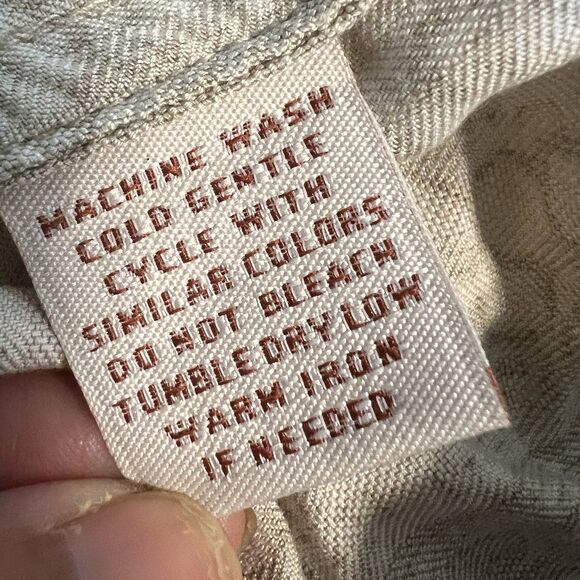 MACHINE WASH
COLD GENTLE
CYCLE WITH
SIMILAR COLORS
DO NOT BLEACH
TUMBLE DRY LOW
WARM IRON
IF NEEDED